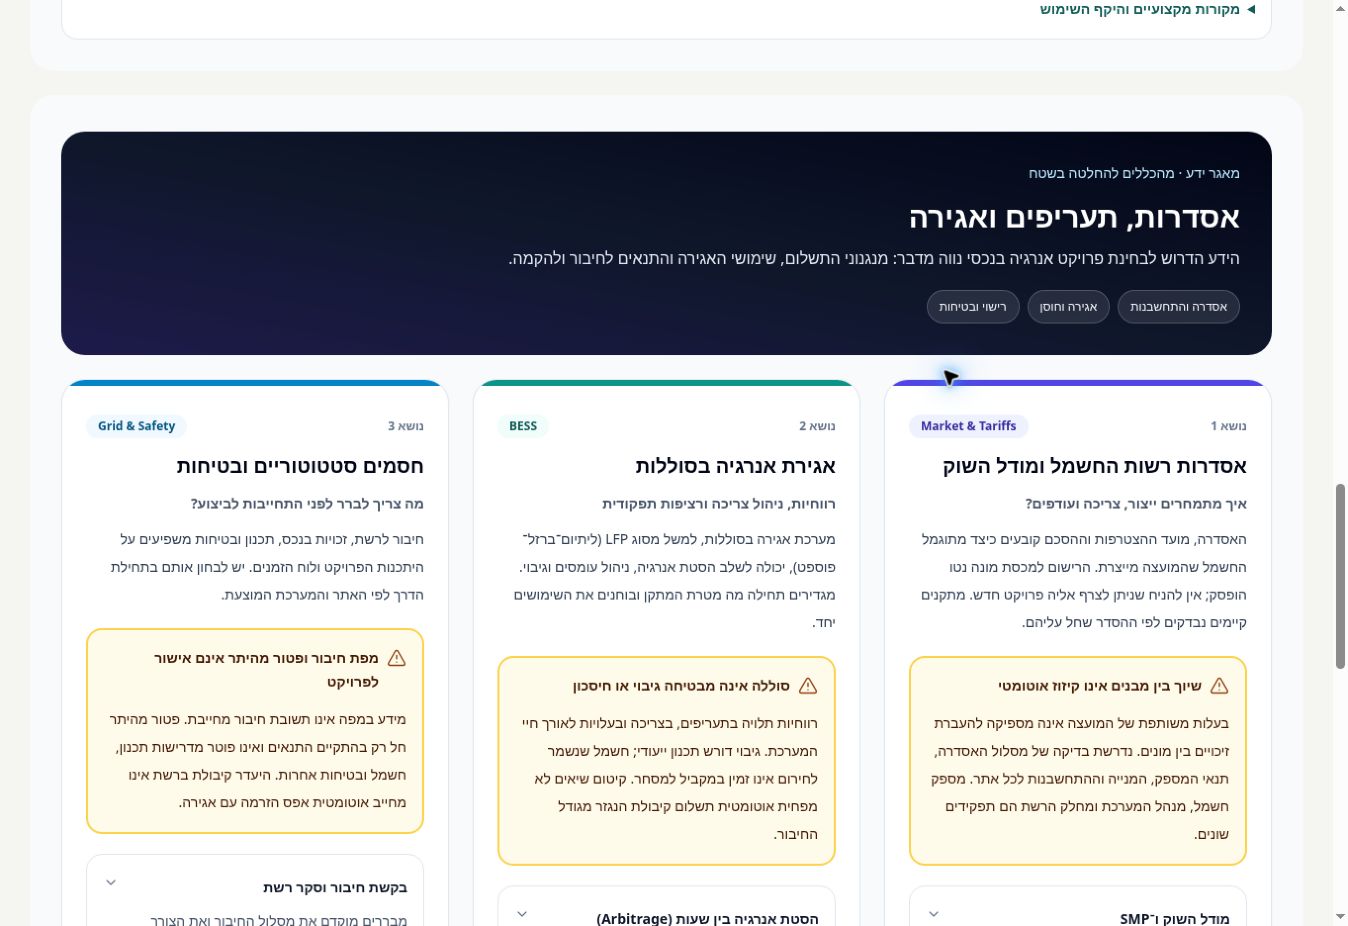 מקורות מקצועיים והיקף השימוש
מאגר ידע · מהכללים להחלטה בשטח
אסדרות, תעריפים ואגירה
הידע הדרוש לבחינת פרויקט אנרגיה בנכסי נווה מדבר: מנגנוני התשלום, שימושי האגירה והתנאים לחיבור ולהקמה.
אסדרה והתחשבנות
אגירה וחוסן
רישוי ובטיחות
נושא 1
Market & Tariffs
אסדרות רשות החשמל ומודל השוק
איך מתמחרים ייצור, צריכה ועודפים?
האסדרה, מועד ההצטרפות וההסכם קובעים כיצד מתוגמל
החשמל שהמועצה מייצרת. הרישום למכסת מונה נטו
הופסק; אין להניח שניתן לצרף אליה פרויקט חדש. מתקנים
קיימים נבדקים לפי ההסדר שחל עליהם.
שיוך בין מבנים אינו קיזוז אוטומטי
בעלות משותפת של המועצה אינה מספיקה להעברת
זיכויים בין מונים. נדרשת בדיקה של מסלול האסדרה,
תנאי המספק, המנייה וההתחשבנות לכל אתר. מספק
חשמל, מנהל המערכת ומחלק הרשת הם תפקידים
שונים.
מודל השוק ו־SMP
נושא 2
BESS
אגירת אנרגיה בסוללות
רווחיות, ניהול צריכה ורציפות תפקודית
מערכת אגירה בסוללות, למשל מסוג LFP (ליתיום־ברזל־
פוספט), יכולה לשלב הסטת אנרגיה, ניהול עומסים וגיבוי.
מגדירים תחילה מה מטרת המתקן ובוחנים את השימושים
יחד.
סוללה אינה מבטיחה גיבוי או חיסכון
רווחיות תלויה בתעריפים, בצריכה ובעלויות לאורך חיי
המערכת. גיבוי דורש תכנון ייעודי; חשמל שנשמר
לחירום אינו זמין במקביל למסחר. קיטום שיאים לא
מפחית אוטומטית תשלום קיבולת הנגזר מגודל
החיבור.
הסטת אנרגיה בין שעות (Arbitrage)
נושא 3
Grid & Safety
חסמים סטטוטוריים ובטיחות
מה צריך לברר לפני התחייבות לביצוע?
חיבור לרשת, זכויות בנכס, תכנון ובטיחות משפיעים על
היתכנות הפרויקט ולוח הזמנים. יש לבחון אותם בתחילת
הדרך לפי האתר והמערכת המוצעת.
מפת חיבור ופטור מהיתר אינם אישור
לפרויקט
מידע במפה אינו תשובת חיבור מחייבת. פטור מהיתר
חל רק בהתקיים התנאים ואינו פוטר מדרישות תכנון,
חשמל ובטיחות אחרות. היעדר קיבולת ברשת אינו
מחייב אוטומטית אפס הזרמה עם אגירה.
בקשת חיבור וסקר רשת
מבררים מוקדם את מסלול החיבור ואת הצורך